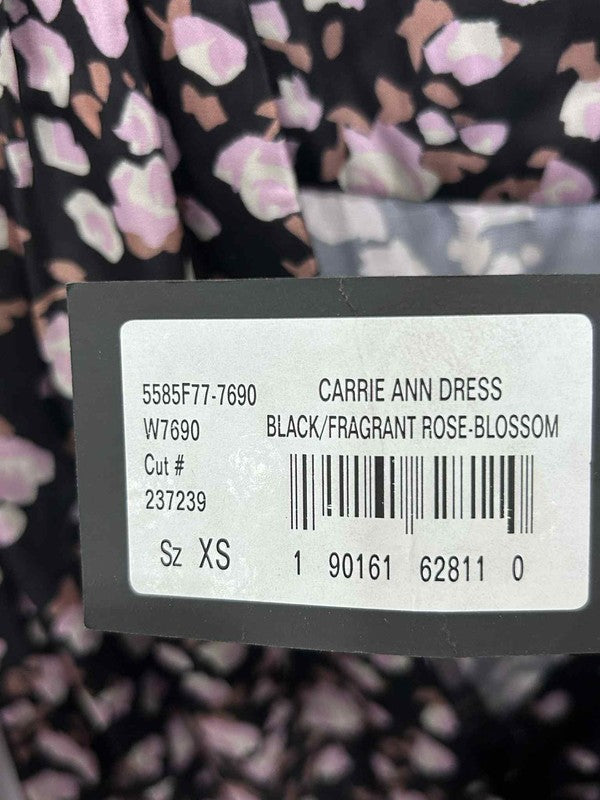 5585F77-7690 CARRIE ANN DRESS
W7690 BLACK/FRAGRANT ROSE-BLOSSOM
Cut #
237239
Sz XS
1 90161 62811 0